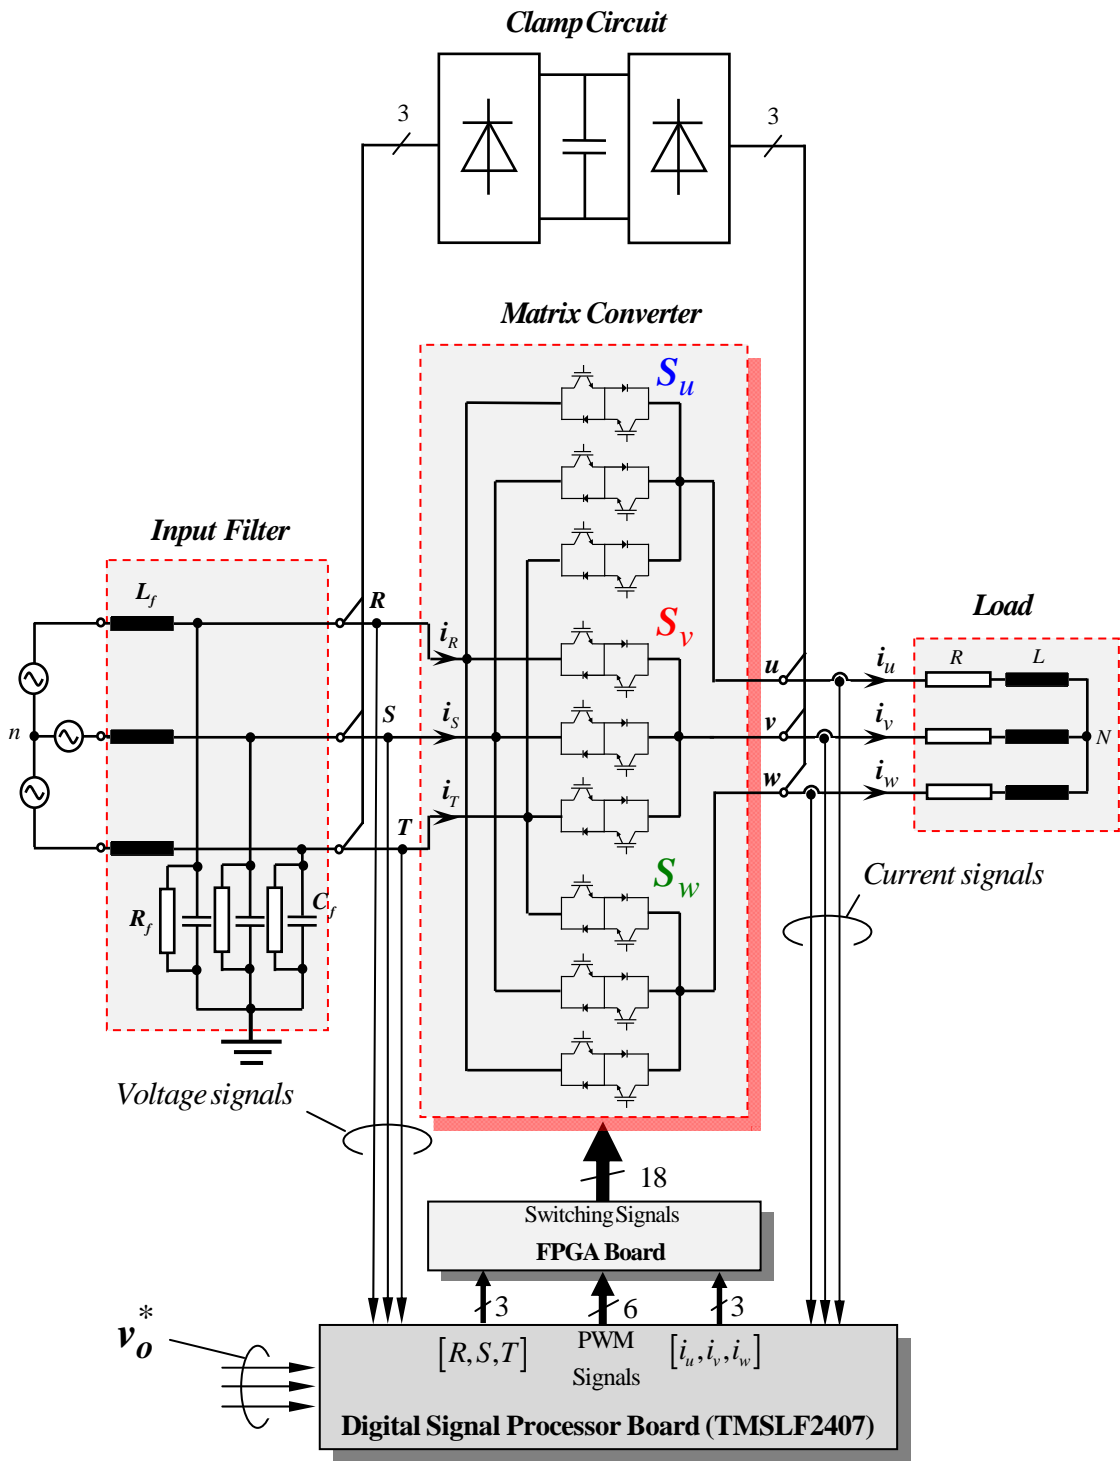 Clamp Circuit
3
3
Matrix Converter
S_u
Input Filter
L_f
R
i_R
S_v
Load
R
L
u
i_u
n
S
i_S
v
i_v
N
w
i_w
T
i_T
S_w
R_f
C_f
Current signals
Voltage signals
18
Switching Signals
FPGA Board
3
6
3
v_o^*
[R, S, T]
PWM
Signals
[i_u, i_v, i_w]
Digital Signal Processor Board (TMSLF2407)